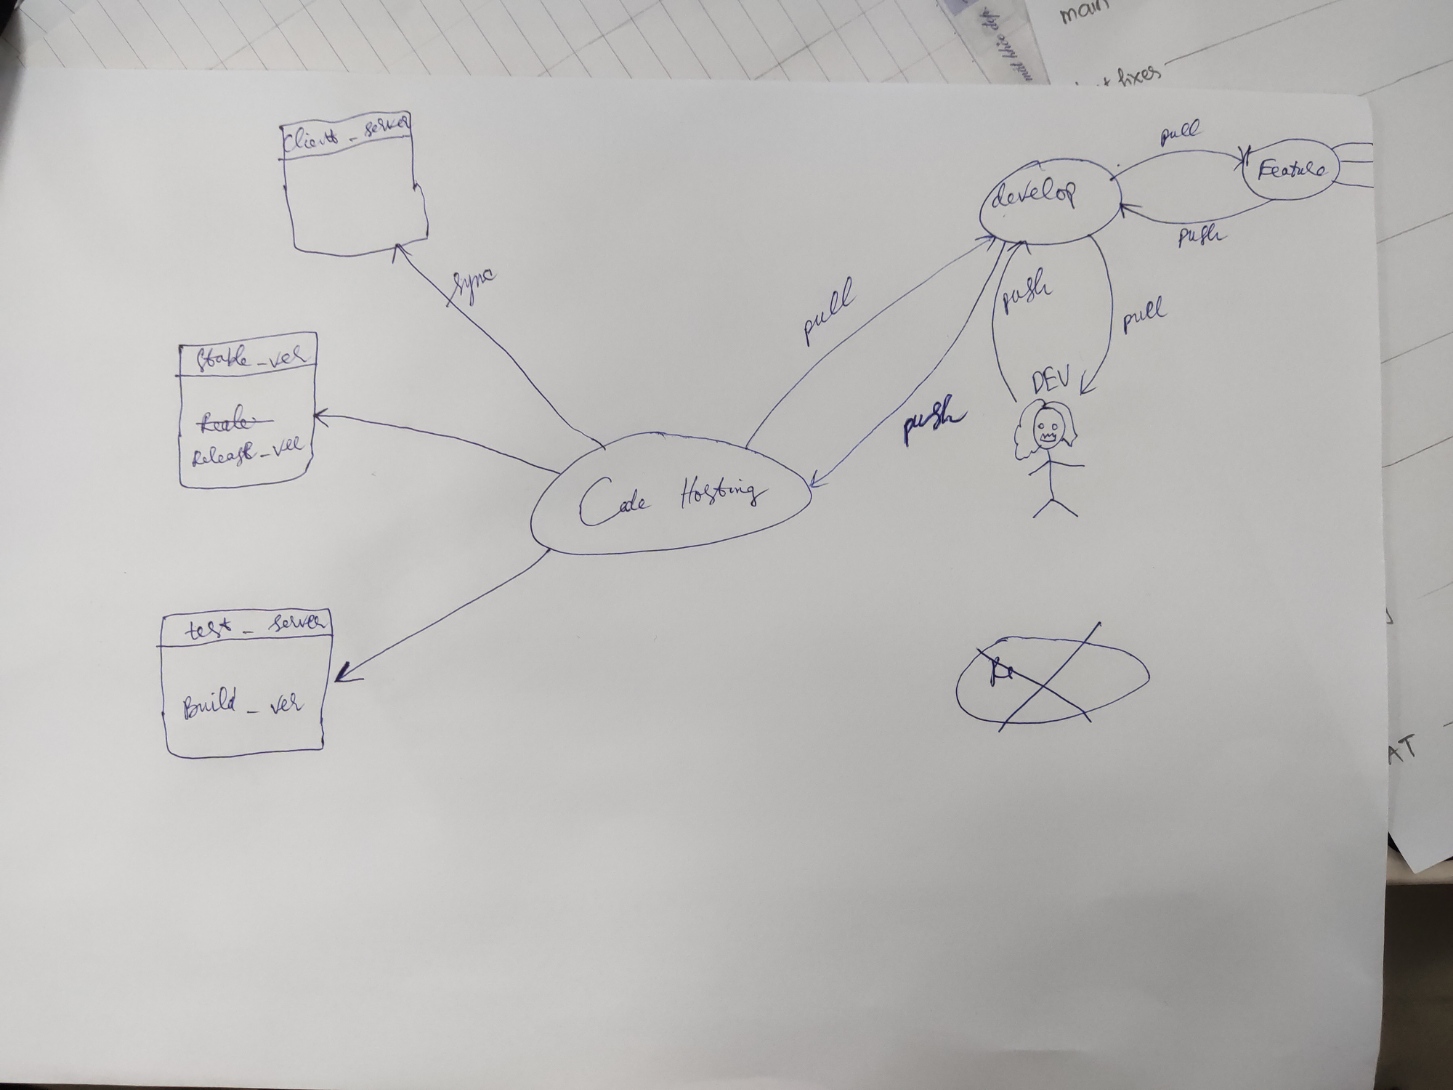 main
fixes
Client_server
pull
Feature
develop
push
sync
push
pull
pull
Stable_ver
DEV
push
Release_ver
Code Hosting
test_server
Build_ver
Re
AT